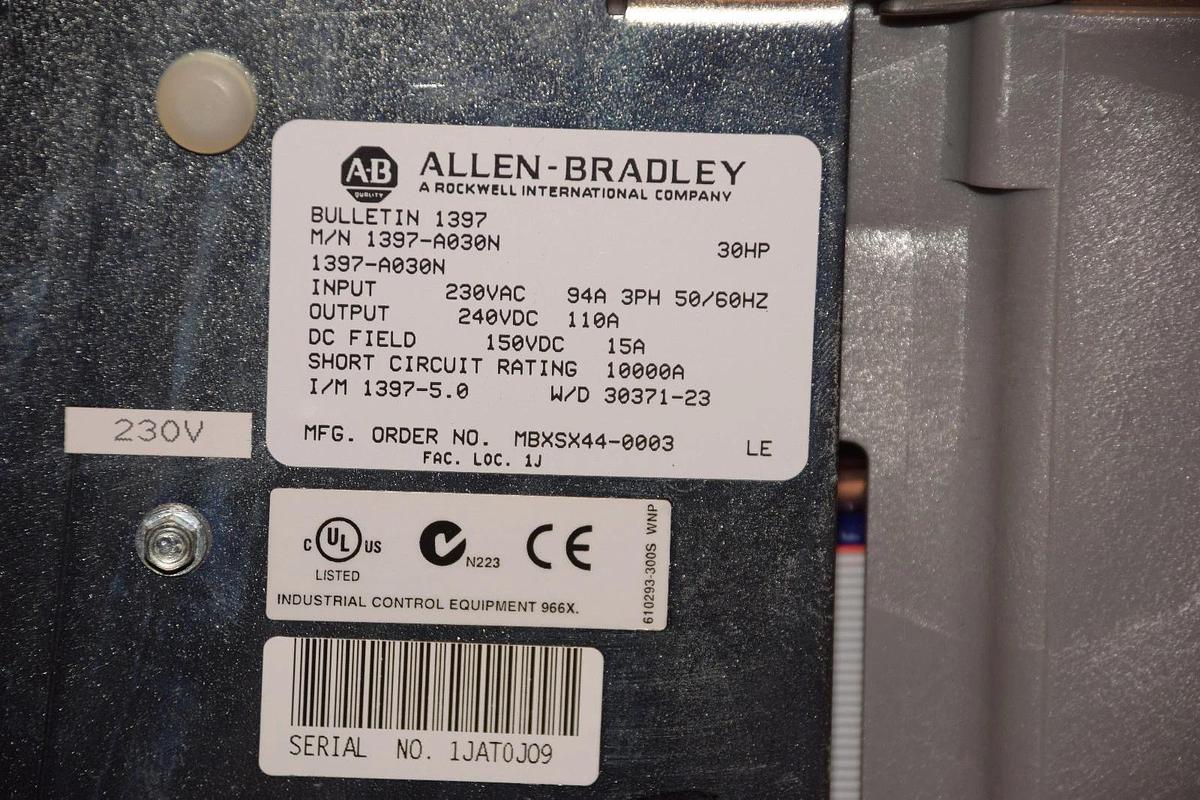 A-B
QUALITY
ALLEN-BRADLEY
A ROCKWELL INTERNATIONAL COMPANY
BULLETIN 1397
M/N 1397-A030N 30HP
1397-A030N
INPUT 230VAC 94A 3PH 50/60HZ
OUTPUT 240VDC 110A
DC FIELD 150VDC 15A
SHORT CIRCUIT RATING 10000A
I/M 1397-5.0 W/D 30371-23
MFG. ORDER NO. MBXSX44-0003 LE
FAC. LOC. 1J
230V
C UL US
LISTED
N223
CE
INDUSTRIAL CONTROL EQUIPMENT 966X.
610293-300S WNP
SERIAL NO. 1JAT0J09